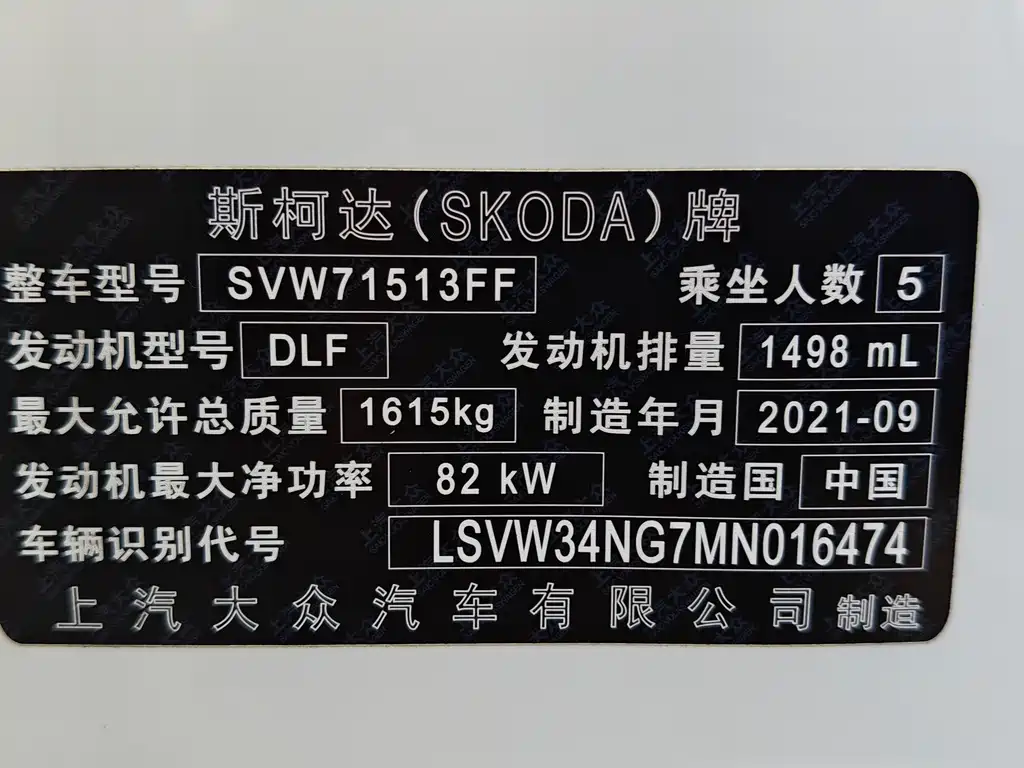 斯柯达(SKODA)牌
整车型号 SVW71513FF 乘坐人数 5
发动机型号 DLF 发动机排量 1498 mL
最大允许总质量 1615kg 制造年月 2021-09
发动机最大净功率 82 kW 制造国 中国
车辆识别代号 LSVW34NG7MN016474
上汽大众汽车有限公司 制造